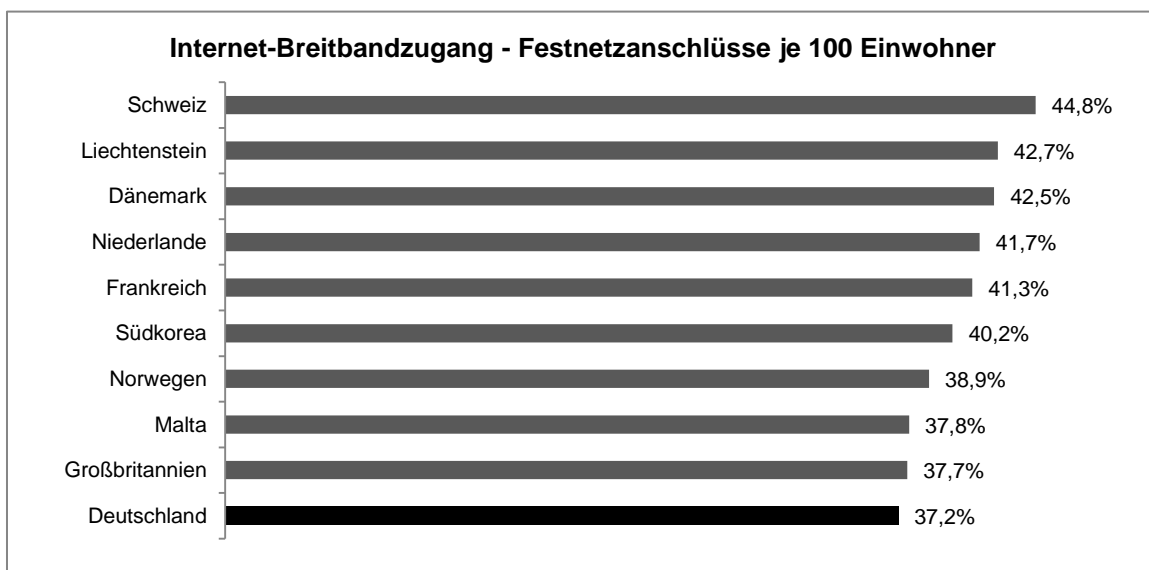 Internet-Breitbandzugang - Festnetzanschlüsse je 100 Einwohner
Schweiz 44,8%
Liechtenstein 42,7%
Dänemark 42,5%
Niederlande 41,7%
Frankreich 41,3%
Südkorea 40,2%
Norwegen 38,9%
Malta 37,8%
Großbritannien 37,7%
Deutschland 37,2%